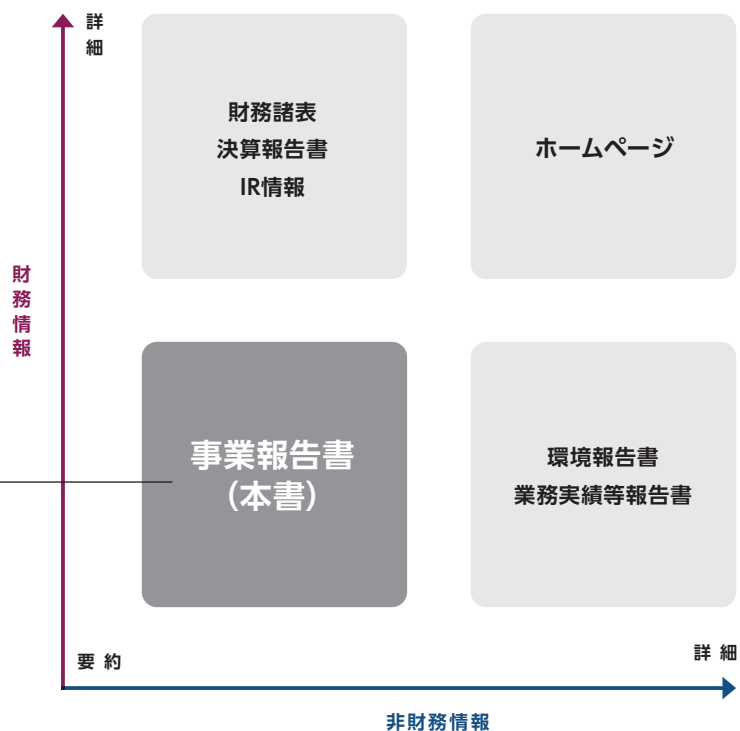 詳細
財務諸表
決算報告書
IR情報
ホームページ
財務情報
事業報告書
(本書)
環境報告書
業務実績等報告書
要約
詳細
非財務情報